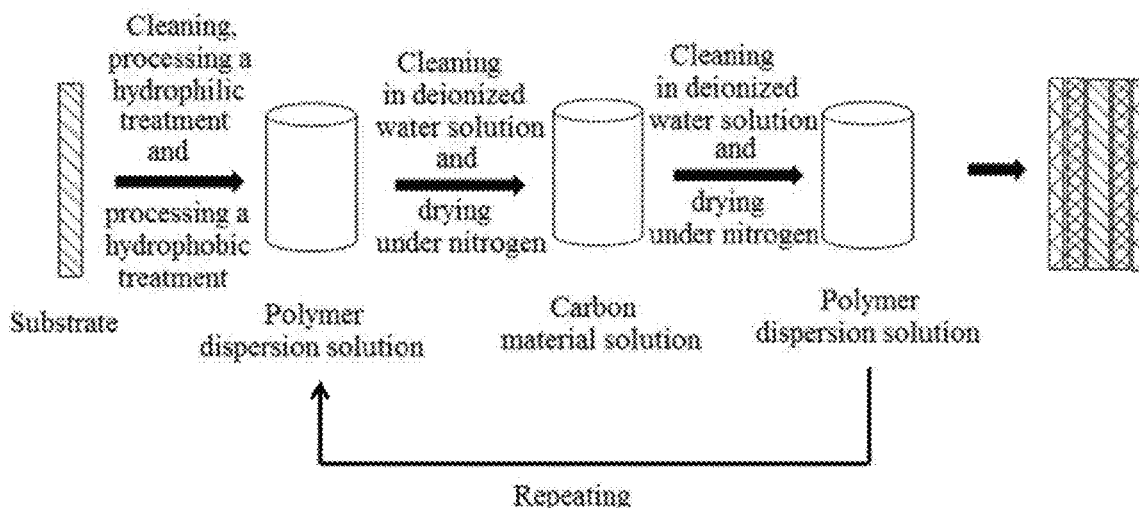 Cleaning,
processing a
hydrophilic
treatment
and
processing a
hydrophobic
treatment
Cleaning
in deionized
water solution
and
drying
under nitrogen
Cleaning
in deionized
water solution
and
drying
under nitrogen
Substrate
Polymer
dispersion solution
Carbon
material solution
Polymer
dispersion solution
Repeating